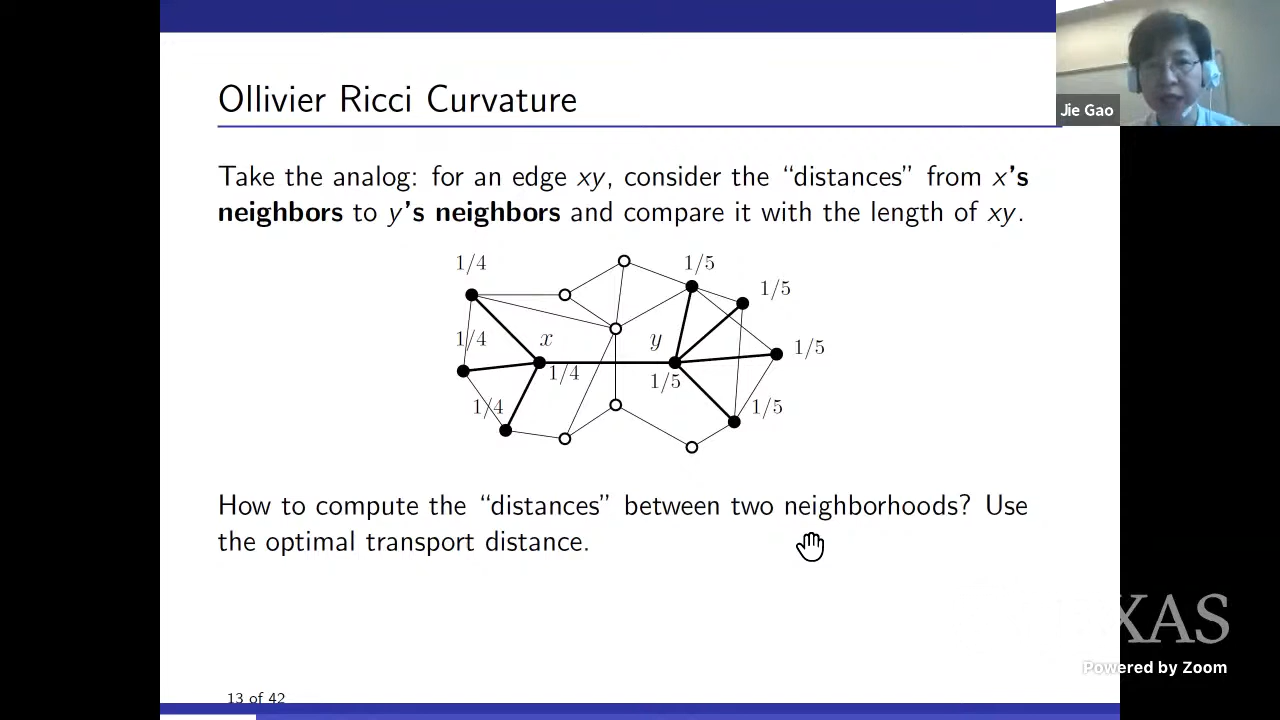 Ollivier Ricci Curvature
Jie Gao
Take the analog: for an edge xy, consider the “distances” from x’s
neighbors to y’s neighbors and compare it with the length of xy.
1/4
1/5
1/5
1/4
x
y
1/5
1/4
1/5
1/4
1/5
How to compute the “distances” between two neighborhoods? Use
the optimal transport distance.
XAS
Powered by Zoom
13 of 42